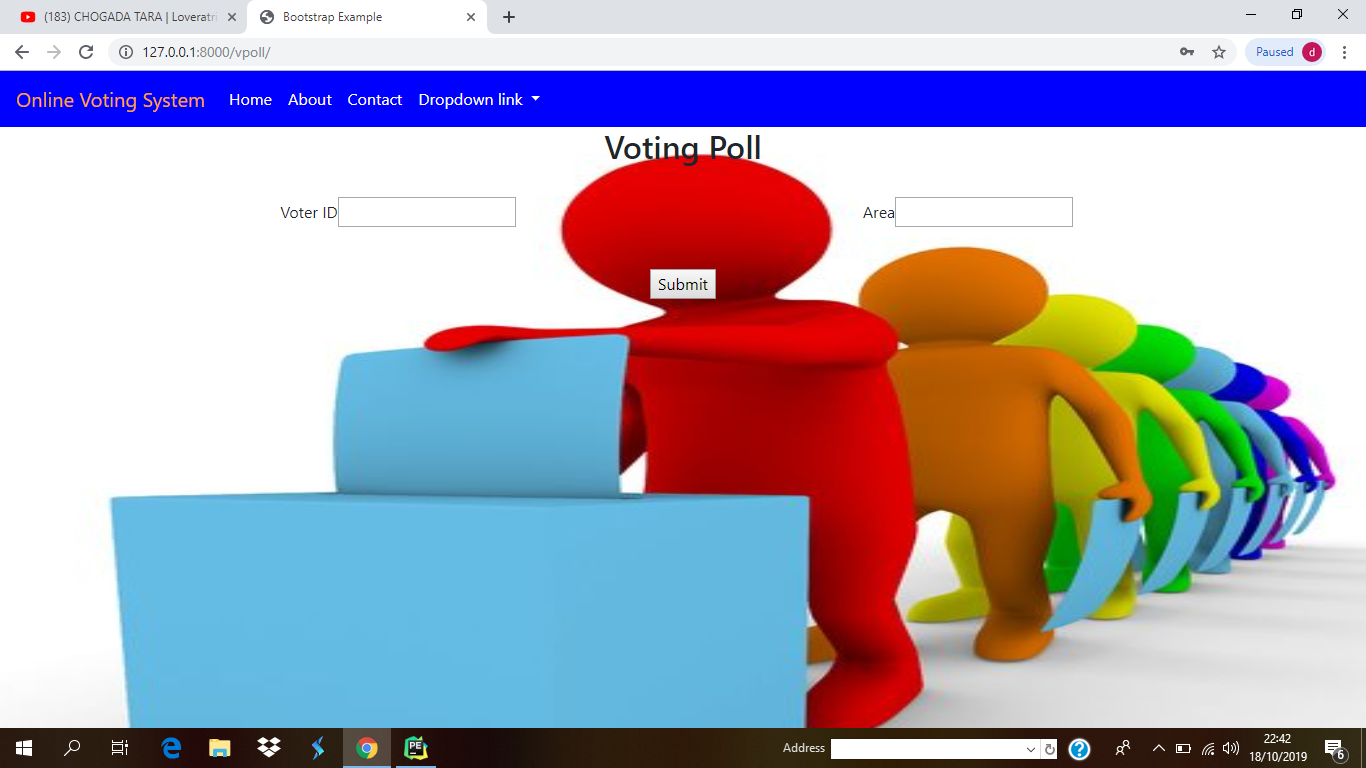 (183) CHOGADA TARA | Loveratri
Bootstrap Example
127.0.0.1:8000/vpoll/
Paused d
Online Voting System Home About Contact Dropdown link
Voting Poll
Voter ID Area
Submit
Address
22:42
18/10/2019
6
PE